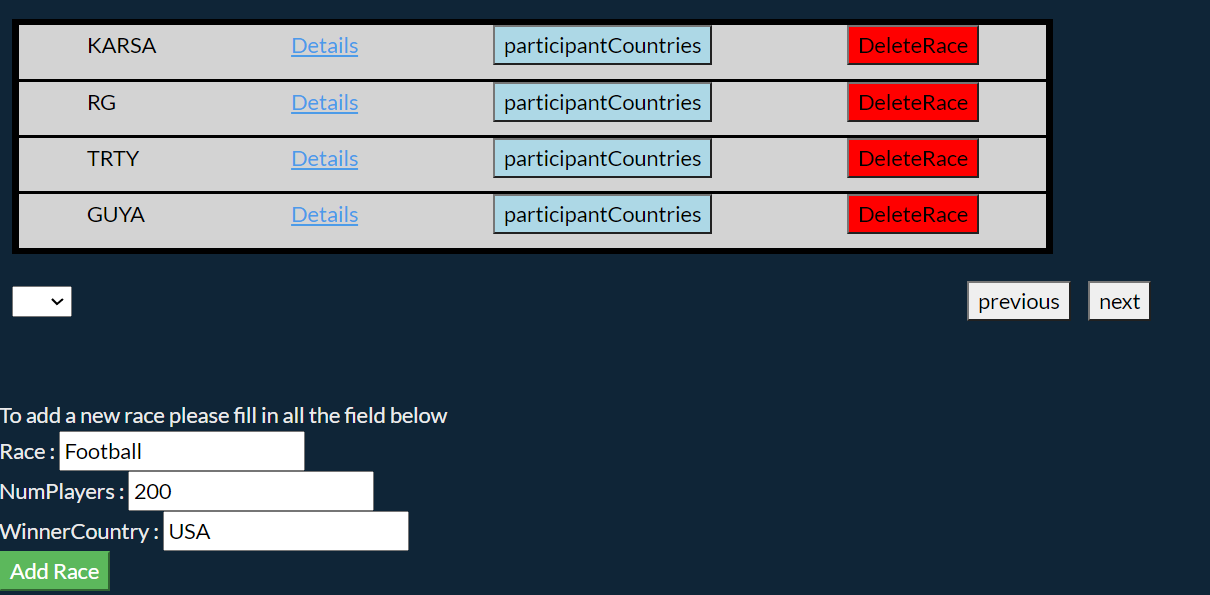 KARSA Details participantCountries DeleteRace
RG Details participantCountries DeleteRace
TRTY Details participantCountries DeleteRace
GUYA Details participantCountries DeleteRace
previous next
To add a new race please fill in all the field below
Race : Football
NumPlayers : 200
WinnerCountry : USA
Add Race